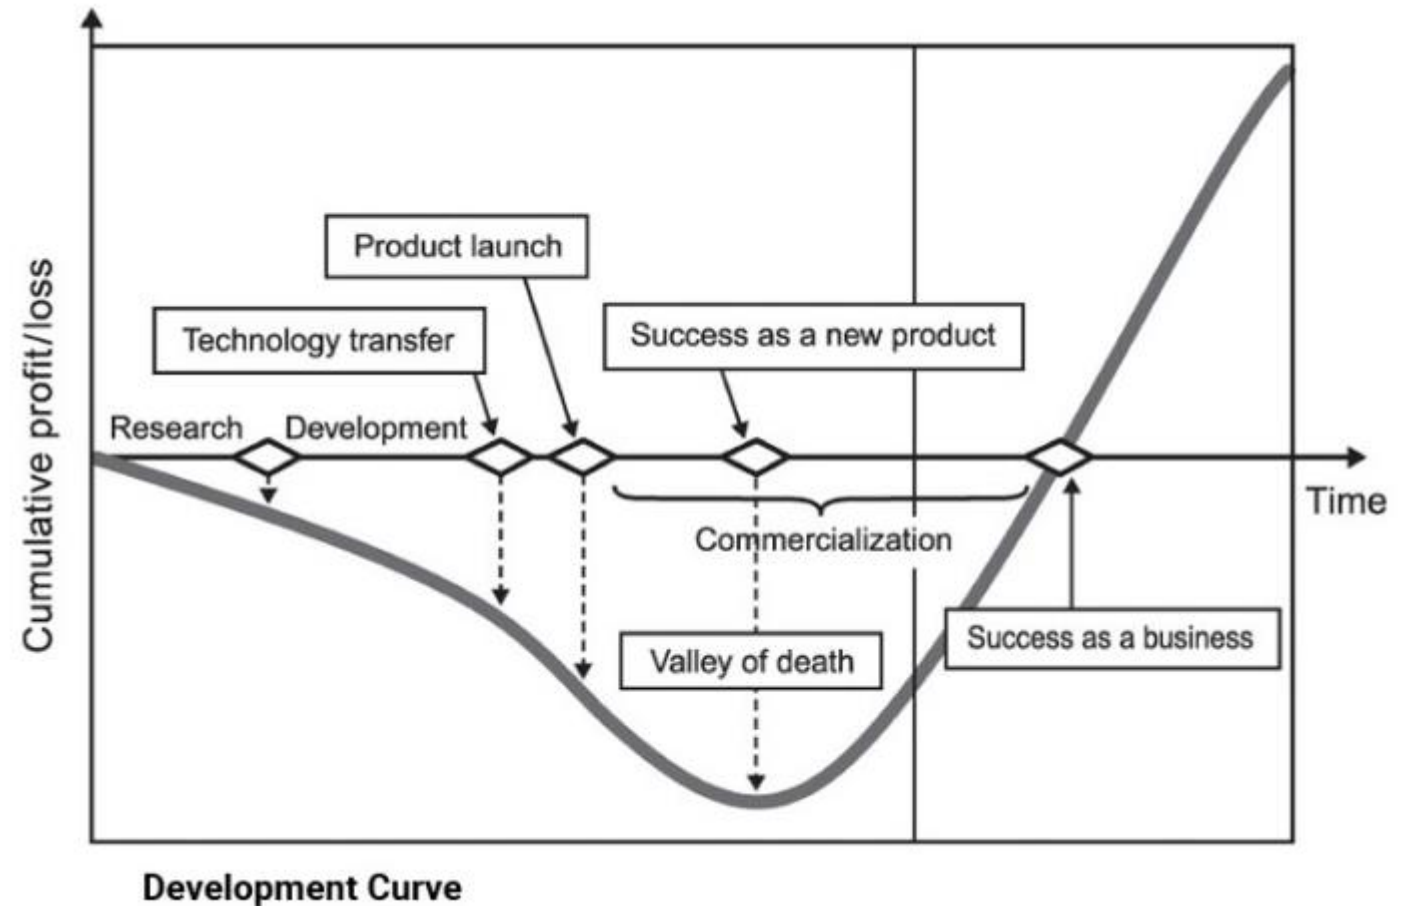 Cumulative profit/loss
Product launch
Technology transfer
Success as a new product
Research
Development
Time
Commercialization
Success as a business
Valley of death
Development Curve